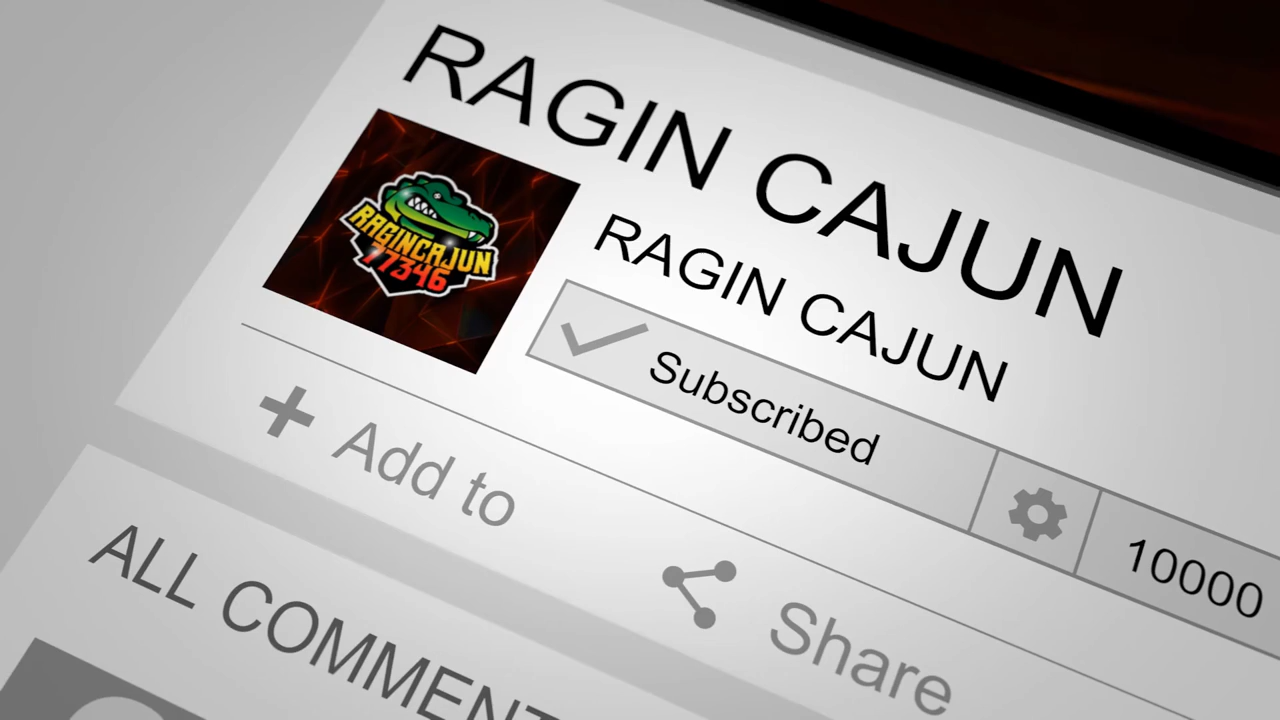 RAGIN CAJUN
RAGINCAJUN
77346
RAGIN CAJUN
Subscribed
10000
Add to
Share
ALL COMMENT